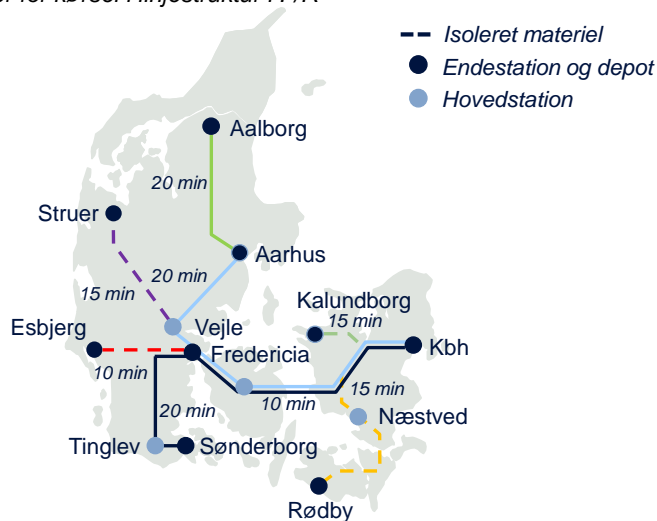 Isoleret materiel
Endestation og depot
Hovedstation
Aalborg
20 min
Struer
Aarhus
20 min
15 min
Kalundborg
15 min
Esbjerg
Vejle
Kbh
Fredericia
10 min
15 min
20 min
10 min
Næstved
Tinglev
Sønderborg
Rødby